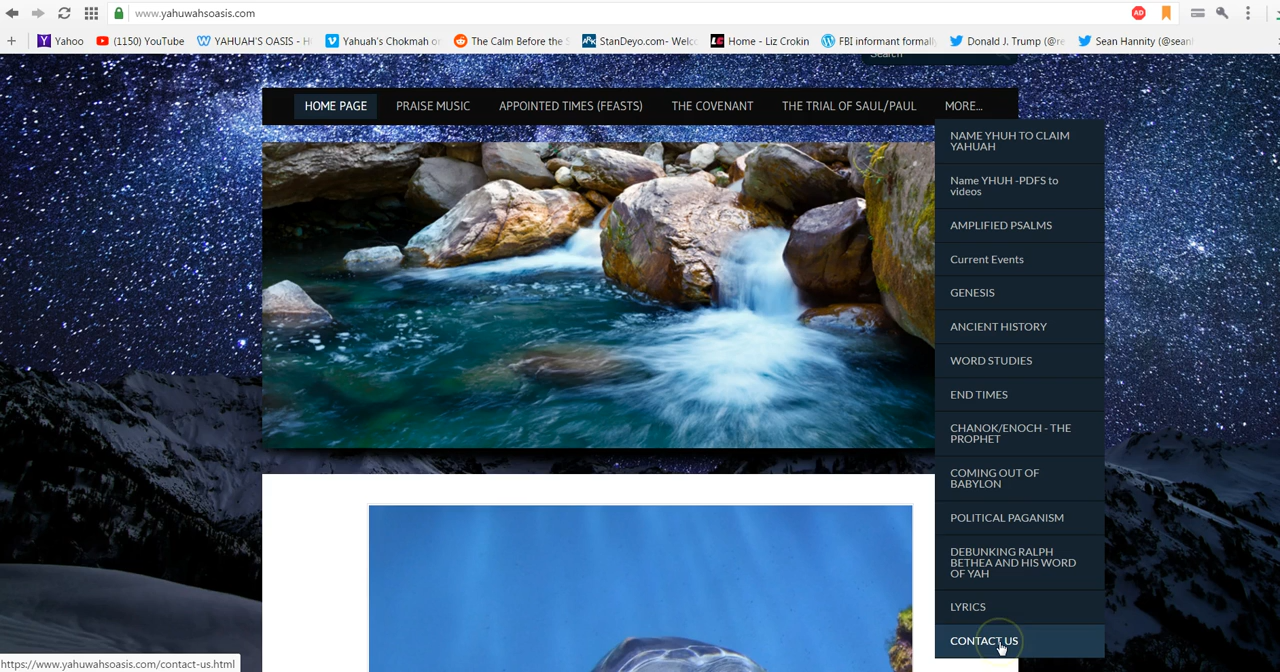 www.yahuwahsoasis.com
AD
Yahoo
(1150) YouTube
YAHUAH'S OASIS - H
Yahuah's Chokmah o
The Calm Before the S
StanDeyo.com- Welc
Home - Liz Crokin
FBI informant formall
Donald J. Trump (@re
Sean Hannity (@sean
Search
HOME PAGE
PRAISE MUSIC
APPOINTED TIMES (FEASTS)
THE COVENANT
THE TRIAL OF SAUL/PAUL
MORE...
NAME YHUH TO CLAIM
YAHUAH
Name YHUH -PDFS to
videos
AMPLIFIED PSALMS
Current Events
GENESIS
ANCIENT HISTORY
WORD STUDIES
END TIMES
CHANOK/ENOCH - THE
PROPHET
COMING OUT OF
BABYLON
POLITICAL PAGANISM
DEBUNKING RALPH
BETHEA AND HIS WORD
OF YAH
LYRICS
CONTACT US
https://www.yahuwahsoasis.com/contact-us.html